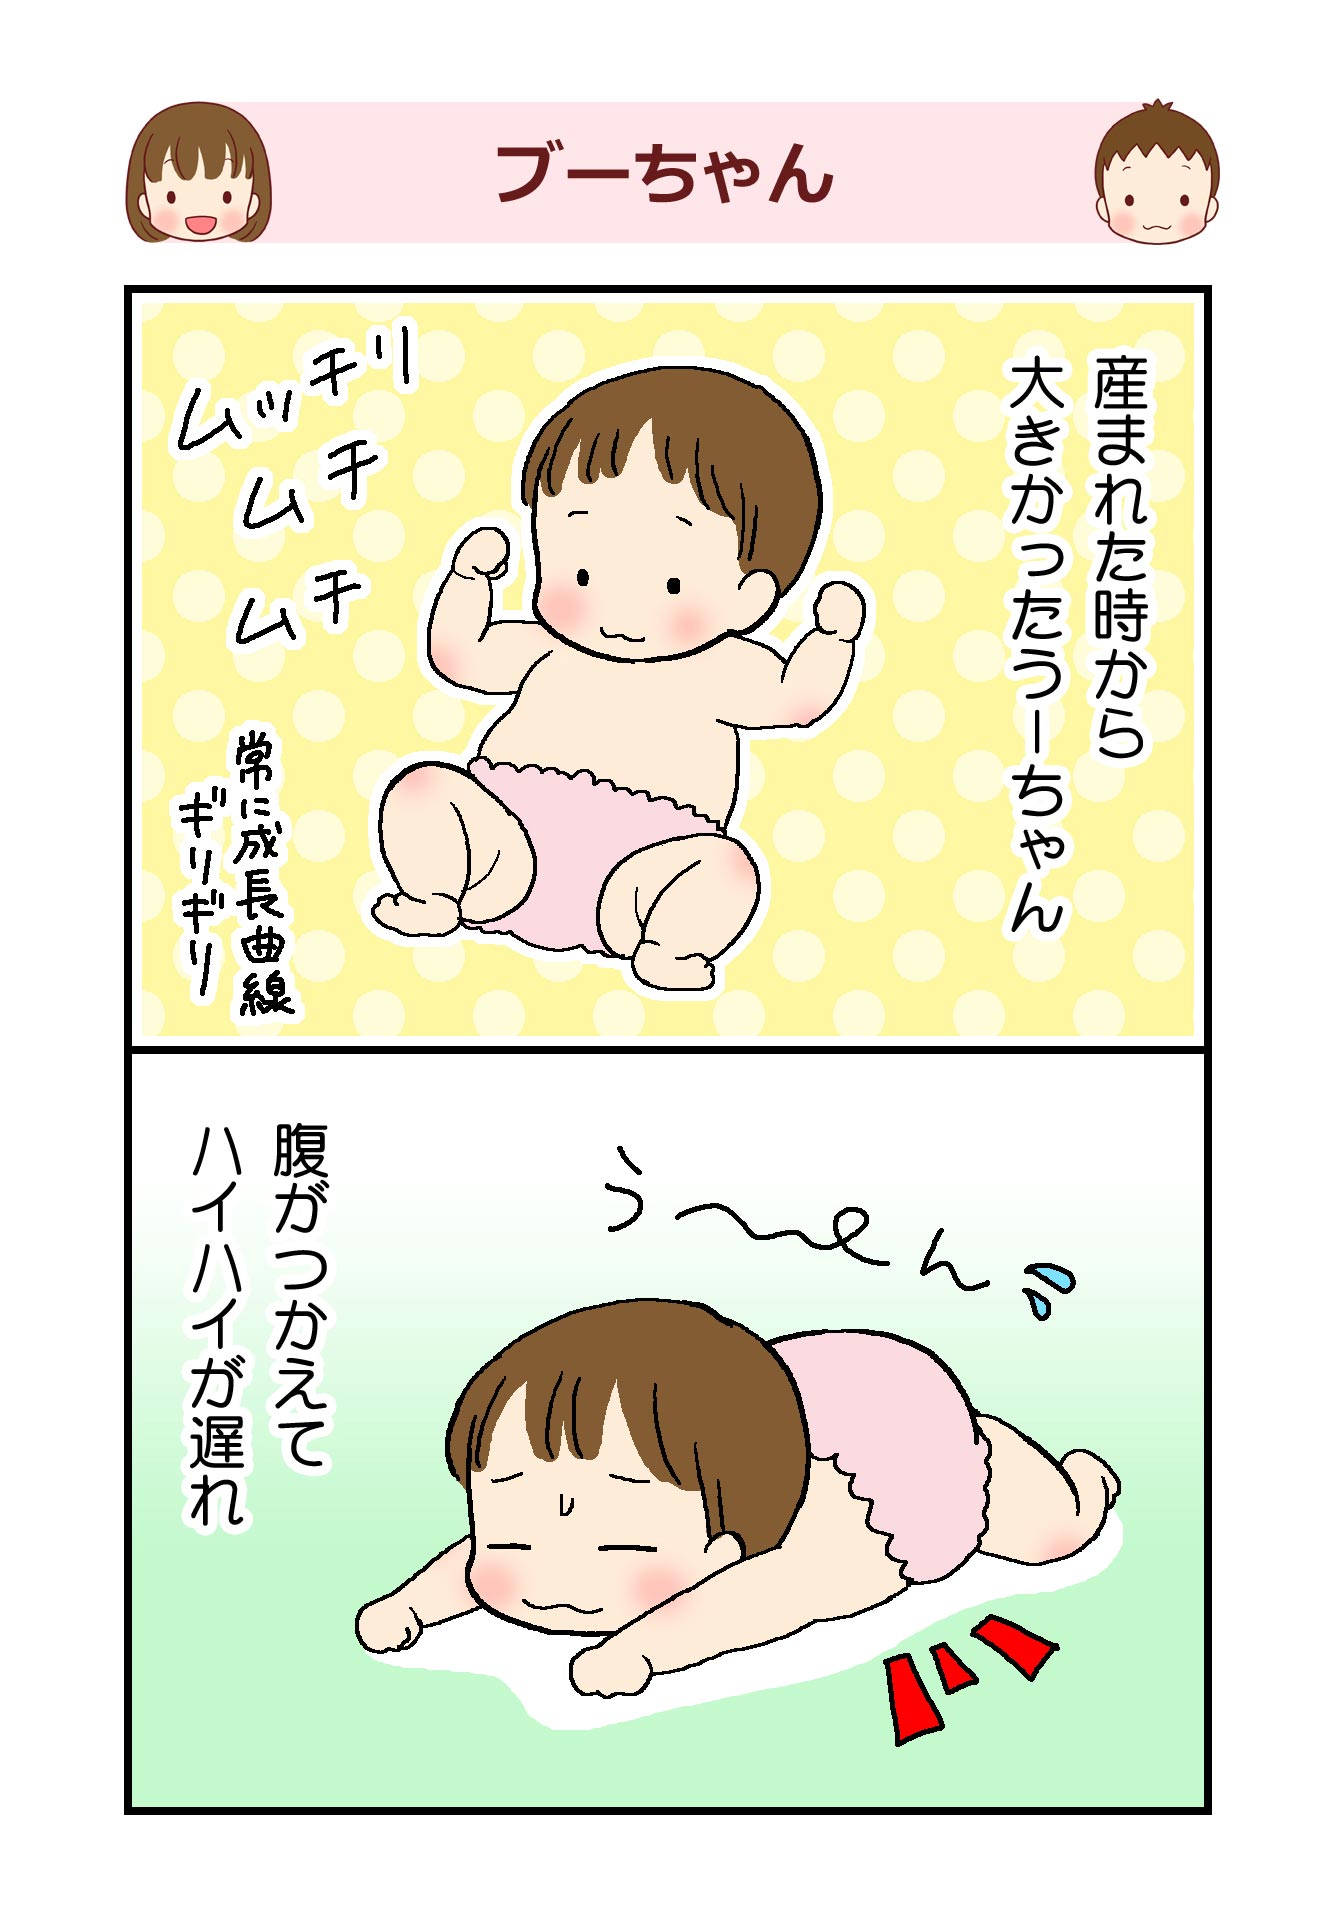 ブーちゃん
産まれた時から
大きかったうーちゃん
ムッチリ
ムチ
ムチ
常に成長曲線
ギリギリ
う〜〜ん
腹がつかえて
ハイハイが遅れ